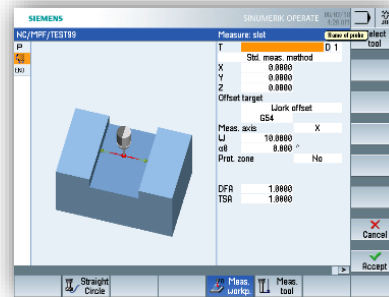 SIEMENS
SINUMERIK OPERATE
NC/MPF/TEST99
Measure: slot
Name of probe
select tool
P
END
T D 1
Std. meas. method
X 0.0000
Y 0.0000
Z 0.0000
Offset target
Work offset
G54
Meas. axis X
W 10.0000
α0 0.000 °
Prot. zone No
DFA 1.0000
TSA 1.0000
Cancel
Accept
Straight Circle
Meas. workp.
Meas. tool